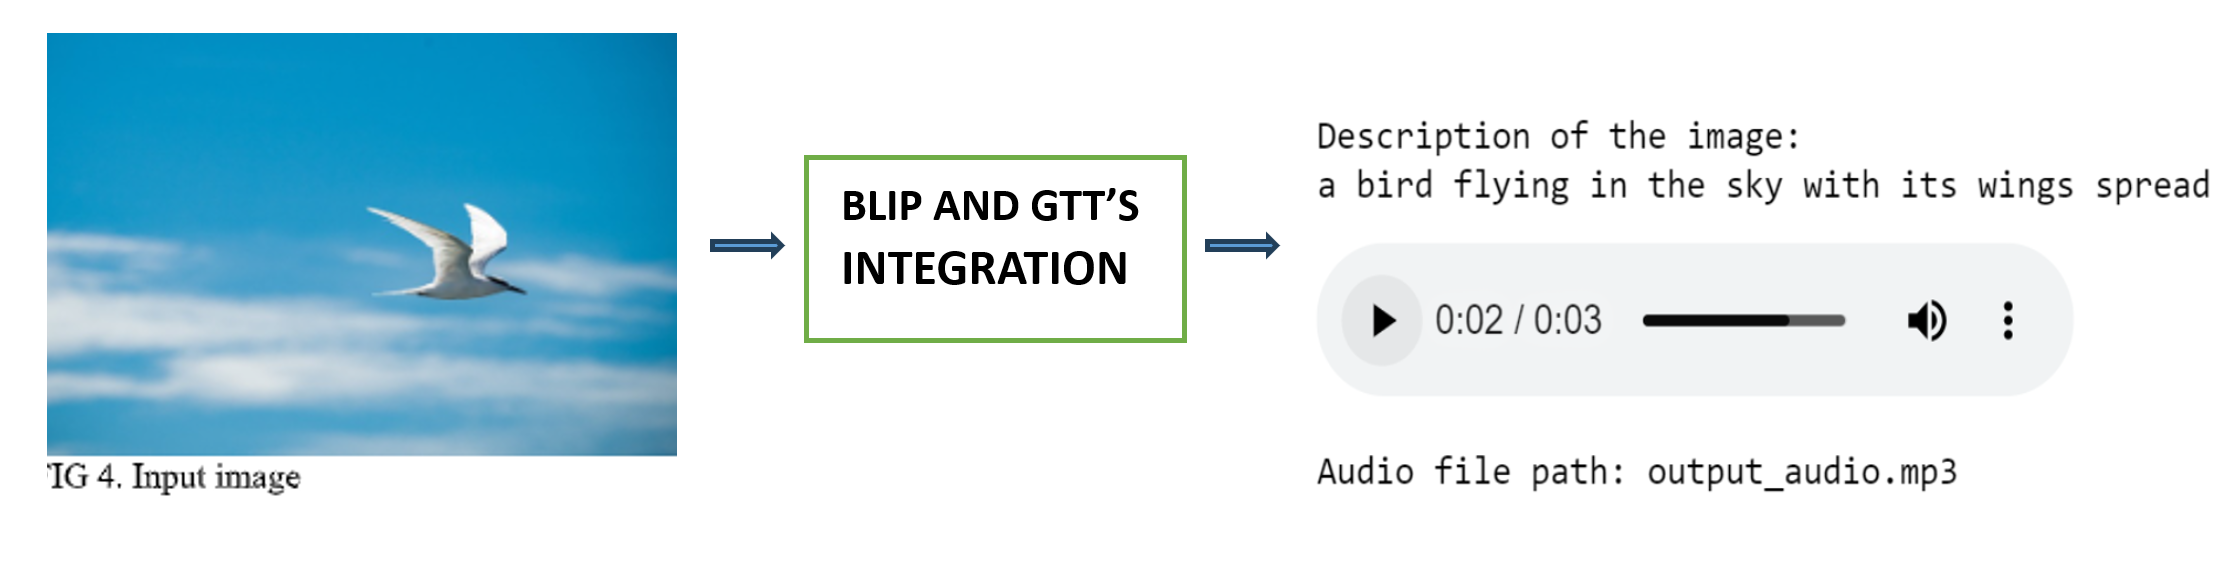 FIG 4. Input image
BLIP AND GTT’S
INTEGRATION
Description of the image:
a bird flying in the sky with its wings spread
0:02 / 0:03
Audio file path: output_audio.mp3